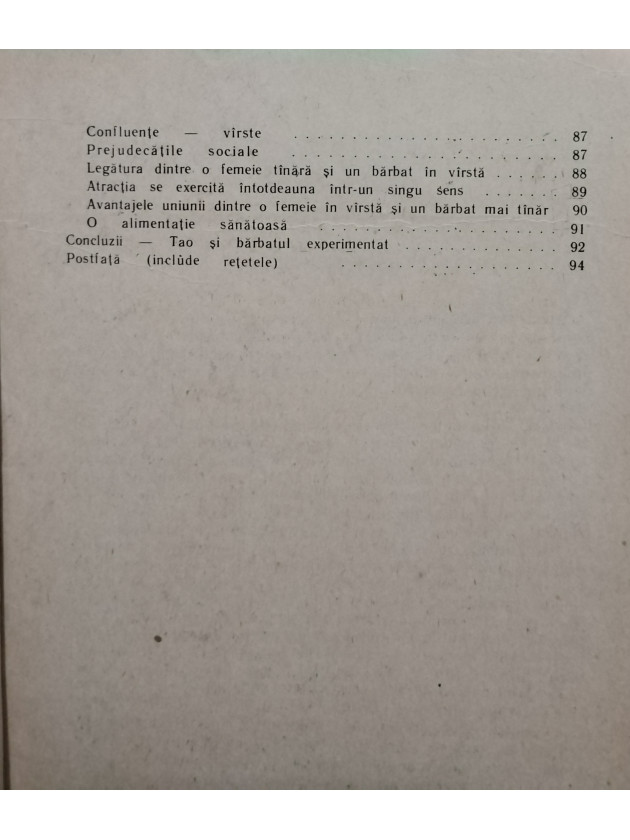 Confluențe — vîrste . . . . . . . . . . . . . . . . . . . . . 87
Prejudecățile sociale . . . . . . . . . . . . . . . . . . . . . 87
Legătura dintre o femeie tînără și un bărbat în vîrstă . . . . . . 88
Atracția se exercită întotdeauna într-un singu sens . . . . . . . 89
Avantajele uniunii dintre o femeie în vîrstă și un bărbat mai tînăr 90
O alimentație sănătoasă . . . . . . . . . . . . . . . . . . . 91
Concluzii — Tao și bărbatul experimentat . . . . . . . . . . . . 92
Postfață (include rețetele) . . . . . . . . . . . . . . . . . 94